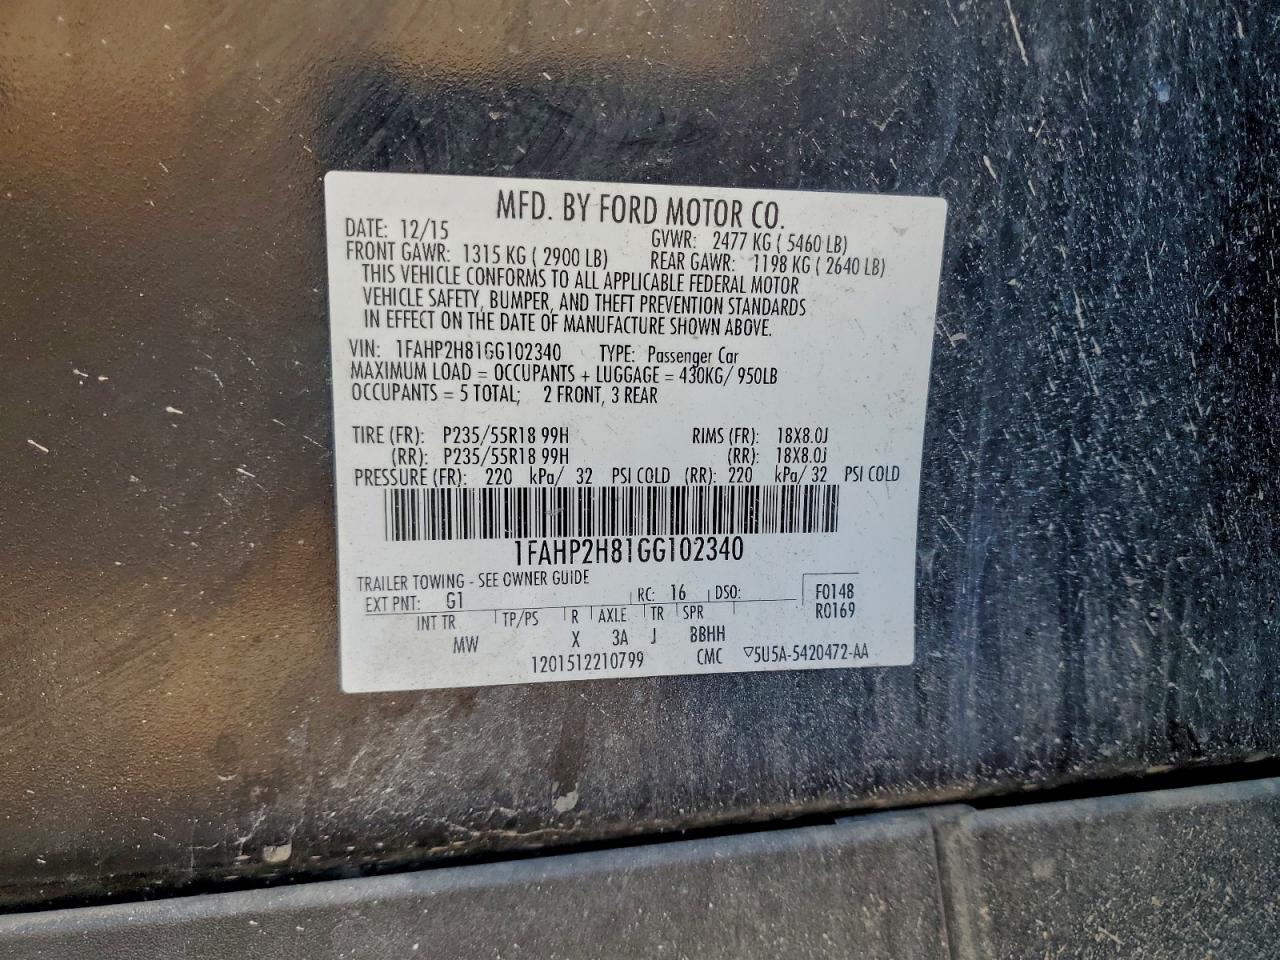 MFD. BY FORD MOTOR CO.
DATE: 12/15 GVWR: 2477 KG ( 5460 LB)
FRONT GAWR: 1315 KG ( 2900 LB) REAR GAWR: 1198 KG ( 2640 LB)
THIS VEHICLE CONFORMS TO ALL APPLICABLE FEDERAL MOTOR
VEHICLE SAFETY, BUMPER, AND THEFT PREVENTION STANDARDS
IN EFFECT ON THE DATE OF MANUFACTURE SHOWN ABOVE.
VIN: 1FAHP2H81GG102340 TYPE: Passenger Car
MAXIMUM LOAD = OCCUPANTS + LUGGAGE = 430KG/ 950LB
OCCUPANTS = 5 TOTAL; 2 FRONT, 3 REAR
TIRE (FR): P235/55R18 99H RIMS (FR): 18X8.0J
(RR): P235/55R18 99H (RR): 18X8.0J
PRESSURE (FR): 220 kPa/ 32 PSI COLD (RR): 220 kPa/ 32 PSI COLD
1FAHP2H81GG102340
TRAILER TOWING - SEE OWNER GUIDE
EXT PNT: G1 RC: 16 DSO: F0148
INT TR TP/PS R AXLE TR SPR R0169
MW X 3A J BBHH
1201512210799 CMC ▽5U5A-5420472-AA